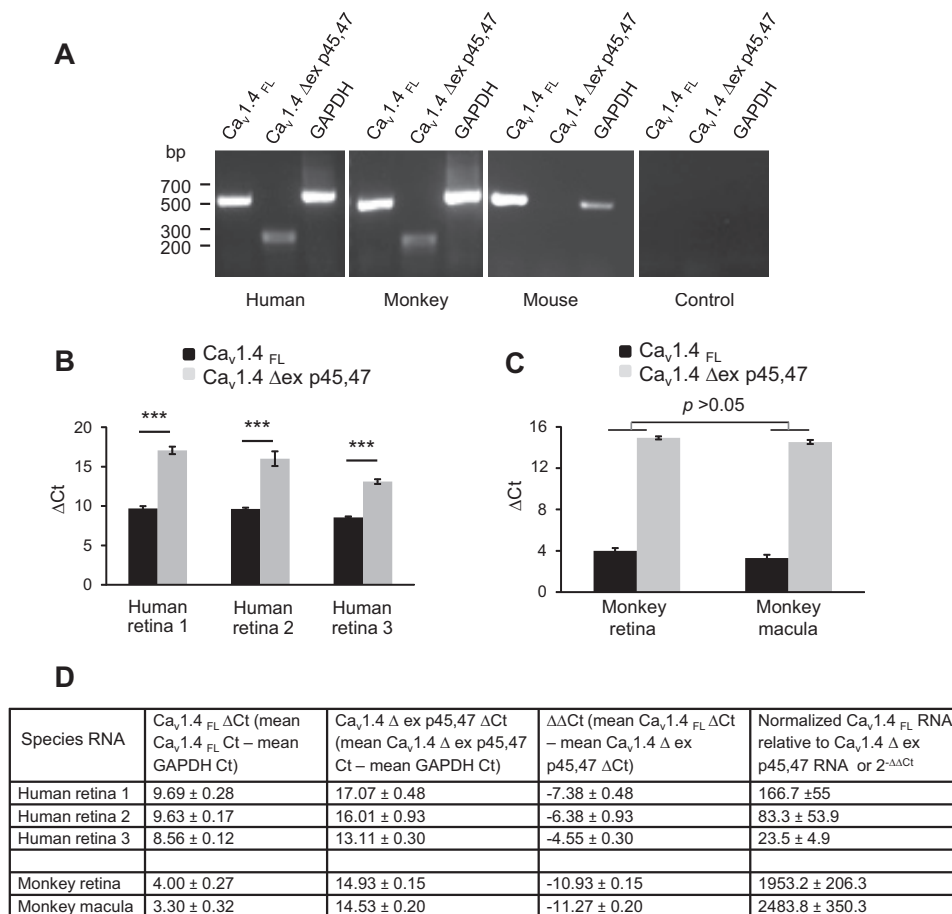 A
Cav1.4 FL
Cav1.4 Δex p45,47
GAPDH
Cav1.4 FL
Cav1.4 Δex p45,47
GAPDH
Cav1.4 FL
Cav1.4 Δex p45,47
GAPDH
Cav1.4 FL
Cav1.4 Δex p45,47
GAPDH
bp
700
500
300
200
Human
Monkey
Mouse
Control
B
Cav1.4 FL
Cav1.4 Δex p45,47
***
***
***
20
15
10
5
0
ΔCt
Human
retina 1
Human
retina 2
Human
retina 3
C
Cav1.4 FL
Cav1.4 Δex p45,47
p >0.05
16
12
8
4
0
ΔCt
Monkey
retina
Monkey
macula
D
Species RNA
Cav1.4 FL ΔCt (mean
Cav1.4 FL Ct – mean
GAPDH Ct)
Cav1.4 Δ ex p45,47 ΔCt
(mean Cav1.4 Δ ex p45,47
Ct – mean GAPDH Ct)
ΔΔCt (mean Cav1.4 FL ΔCt
– mean Cav1.4 Δ ex
p45,47 ΔCt)
Normalized Cav1.4 FL RNA
relative to Cav1.4 Δ ex
p45,47 RNA or 2-ΔΔCt
Human retina 1 9.69 ± 0.28 17.07 ± 0.48 -7.38 ± 0.48 166.7 ±55
Human retina 2 9.63 ± 0.17 16.01 ± 0.93 -6.38 ± 0.93 83.3 ± 53.9
Human retina 3 8.56 ± 0.12 13.11 ± 0.30 -4.55 ± 0.30 23.5 ± 4.9
Monkey retina 4.00 ± 0.27 14.93 ± 0.15 -10.93 ± 0.15 1953.2 ± 206.3
Monkey macula 3.30 ± 0.32 14.53 ± 0.20 -11.27 ± 0.20 2483.8 ± 350.3